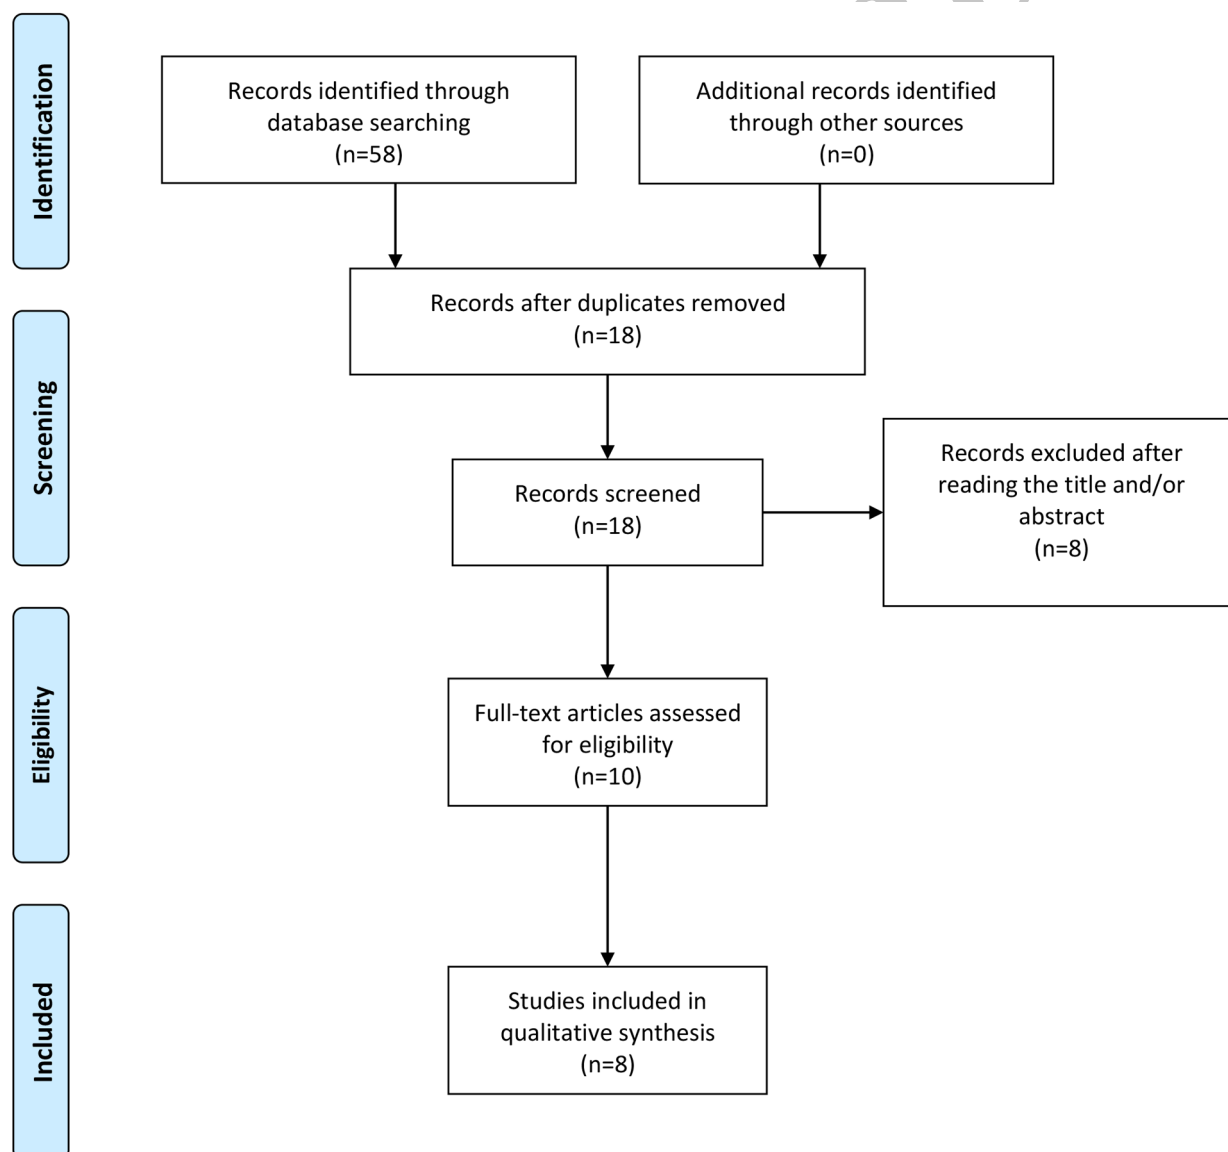 Identification
Records identified through
database searching
(n=58)
Additional records identified
through other sources
(n=0)
Records after duplicates removed
(n=18)
Screening
Records screened
(n=18)
Records excluded after
reading the title and/or
abstract
(n=8)
Eligibility
Full-text articles assessed
for eligibility
(n=10)
Included
Studies included in
qualitative synthesis
(n=8)